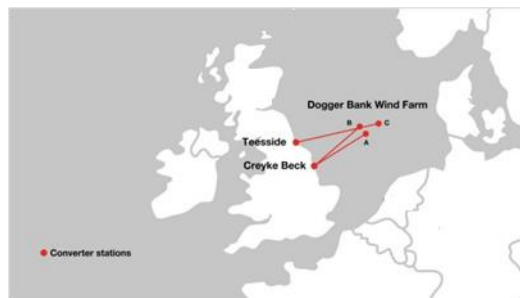 Dogger Bank Wind Farm
B
C
A
Teesside
Creyke Beck
Converter stations